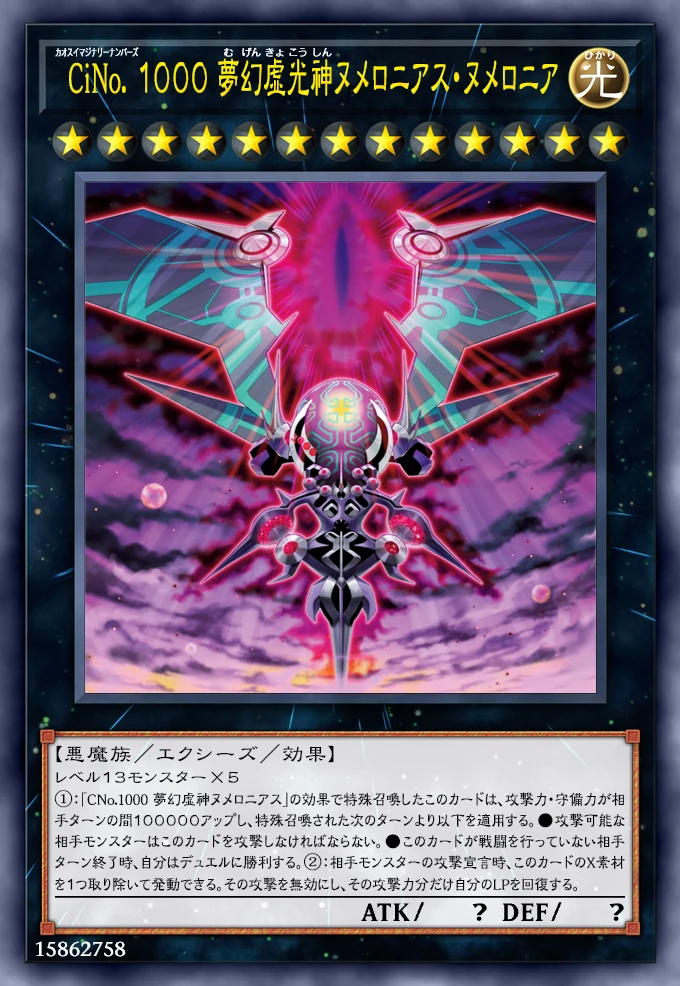 カオスイマジナリーナンバーズ む げん きょ こう しん
CiNo. 1000 夢幻虚光神ヌメロニアス・ヌメロニア
ひかり
光
【悪魔族／エクシーズ／効果】
レベル13モンスター×5
①：「CNo.1000 夢幻虚神ヌメロニアス」の効果で特殊召喚したこのカードは、攻撃力・守備力が相
手ターンの間100000アップし、特殊召喚された次のターンより以下を適用する。●攻撃可能な
相手モンスターはこのカードを攻撃しなければならない。●このカードが戦闘を行っていない相手
ターン終了時、自分はデュエルに勝利する。②：相手モンスターの攻撃宣言時、このカードのX素材
を1つ取り除いて発動できる。その攻撃を無効にし、その攻撃力分だけ自分のLPを回復する。
ATK/ ? DEF/ ?
15862758